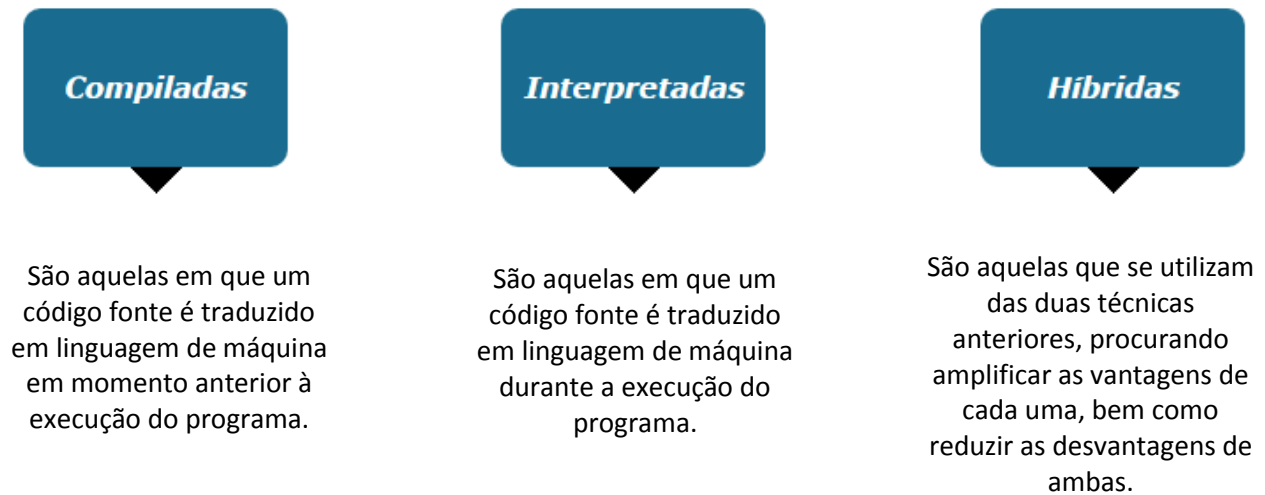 Compiladas
São aquelas em que um
código fonte é traduzido
em linguagem de máquina
em momento anterior à
execução do programa.
Interpretadas
São aquelas em que um
código fonte é traduzido
em linguagem de máquina
durante a execução do
programa.
Híbridas
São aquelas que se utilizam
das duas técnicas
anteriores, procurando
amplificar as vantagens de
cada uma, bem como
reduzir as desvantagens de
ambas.